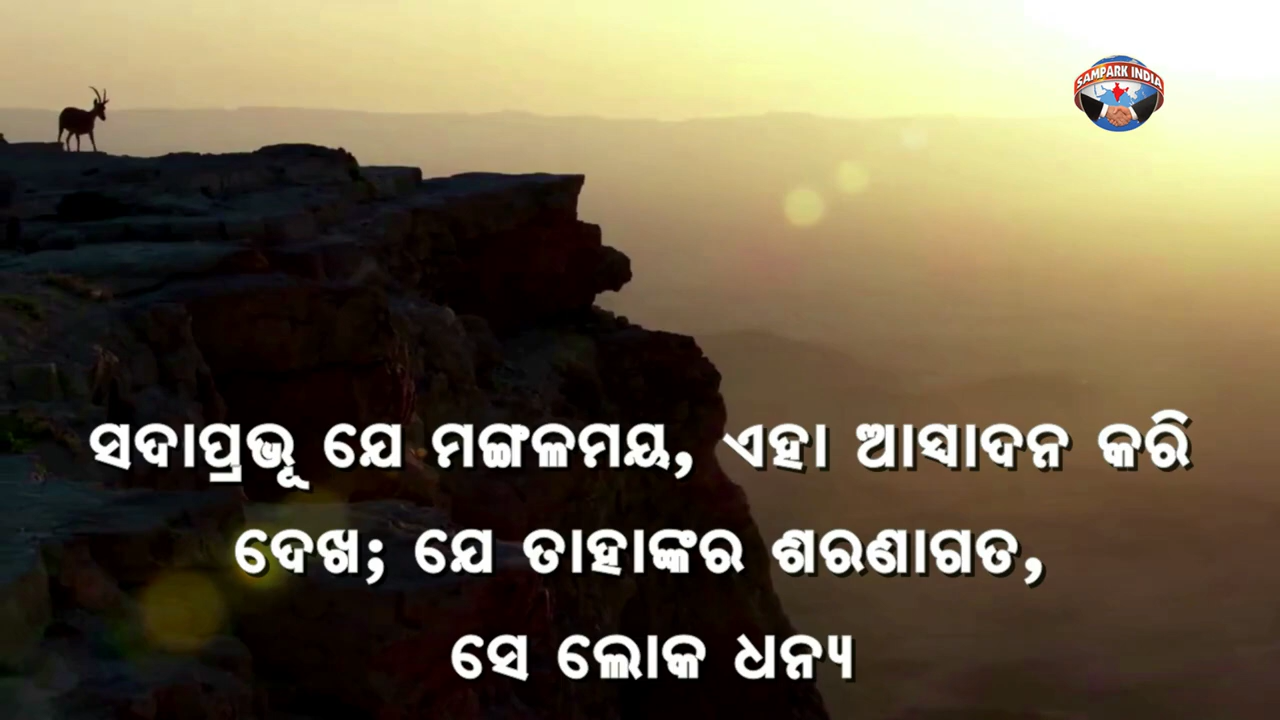 SAMPARK INDIA
ସଦାପ୍ରଭୂ ଯେ ମଙ୍ଗଳମୟ, ଏହା ଆସ୍ୱାଦନ କରି
ଦେଖ; ଯେ ତାହାଙ୍କର ଶରଣାଗତ,
ସେ ଲୋକ ଧନ୍ୟ